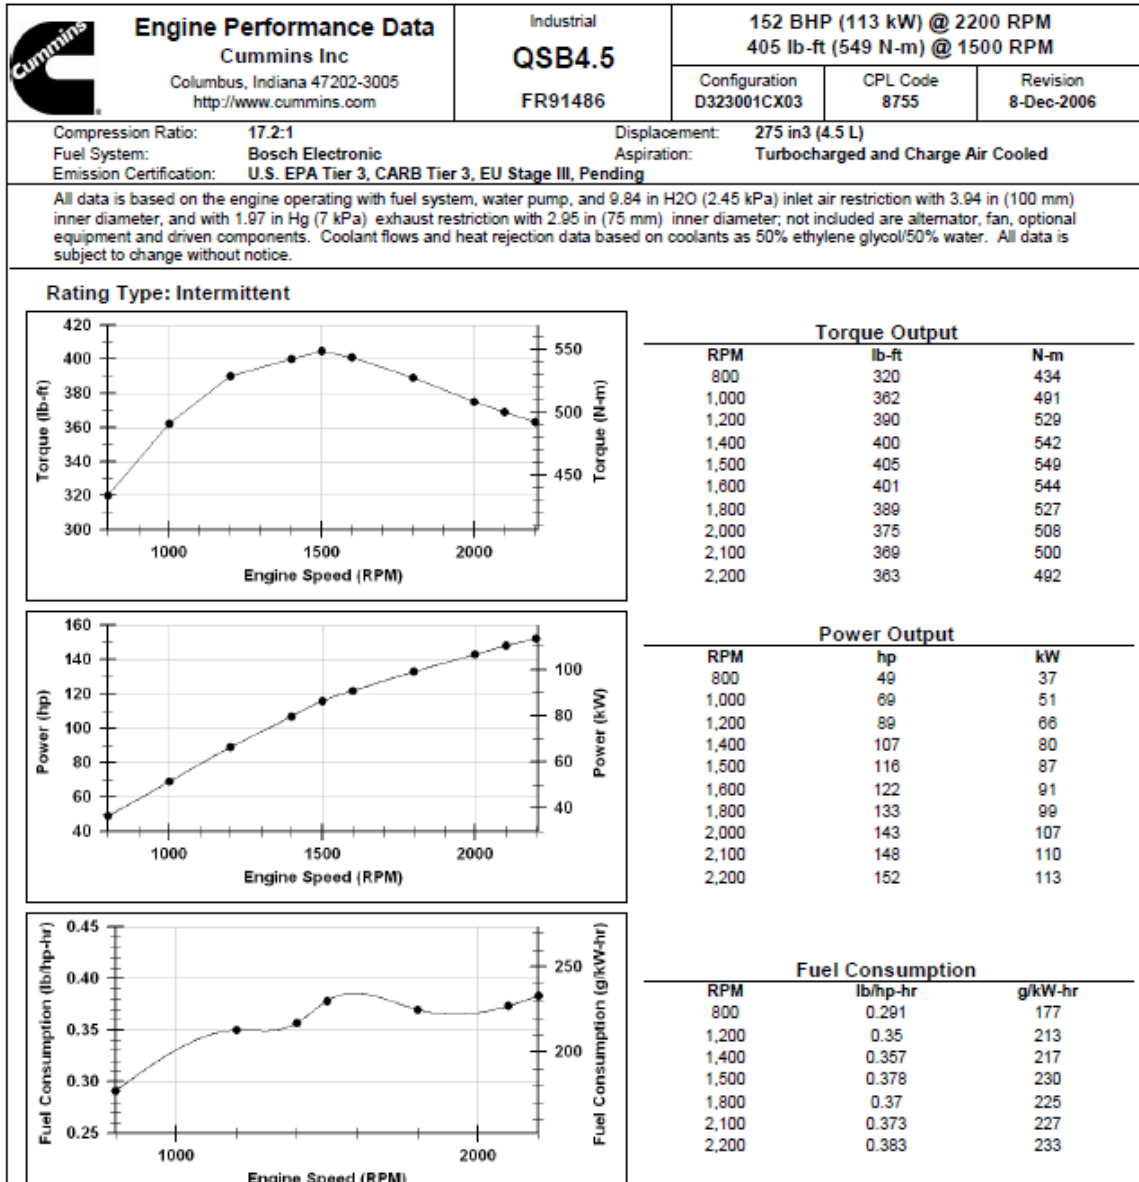 Cummins
Engine Performance Data
Cummins Inc
Columbus, Indiana 47202-3005
http://www.cummins.com
Industrial
QSB4.5
FR91486
152 BHP (113 kW) @ 2200 RPM
405 lb-ft (549 N-m) @ 1500 RPM
Configuration
D323001CX03
CPL Code
8755
Revision
8-Dec-2006
Compression Ratio: 17.2:1 Displacement: 275 in3 (4.5 L)
Fuel System: Bosch Electronic Aspiration: Turbocharged and Charge Air Cooled
Emission Certification: U.S. EPA Tier 3, CARB Tier 3, EU Stage III, Pending
All data is based on the engine operating with fuel system, water pump, and 9.84 in H2O (2.45 kPa) inlet air restriction with 3.94 in (100 mm)
inner diameter, and with 1.97 in Hg (7 kPa) exhaust restriction with 2.95 in (75 mm) inner diameter; not included are alternator, fan, optional
equipment and driven components. Coolant flows and heat rejection data based on coolants as 50% ethylene glycol/50% water. All data is
subject to change without notice.
Rating Type: Intermittent
Torque (lb-ft)
420
400
380
360
340
320
300
550
500
450
Torque (N-m)
1000 1500 2000
Engine Speed (RPM)
Torque Output
RPM lb-ft N-m
800 320 434
1,000 362 491
1,200 390 529
1,400 400 542
1,500 405 549
1,600 401 544
1,800 389 527
2,000 375 508
2,100 369 500
2,200 363 492
Power (hp)
160
140
120
100
80
60
40
100
80
60
40
Power (kW)
1000 1500 2000
Engine Speed (RPM)
Power Output
RPM hp kW
800 49 37
1,000 69 51
1,200 89 66
1,400 107 80
1,500 116 87
1,600 122 91
1,800 133 99
2,000 143 107
2,100 148 110
2,200 152 113
Fuel Consumption (lb/hp-hr)
0.45
0.40
0.35
0.30
0.25
250
200
Fuel Consumption (g/kW-hr)
1000 2000
Engine Speed (RPM)
Fuel Consumption
RPM lb/hp-hr g/kW-hr
800 0.291 177
1,200 0.35 213
1,400 0.357 217
1,500 0.378 230
1,800 0.37 225
2,100 0.373 227
2,200 0.383 233